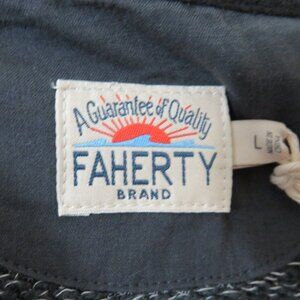 A Guarantee of Quality
FAHERTY
BRAND
L